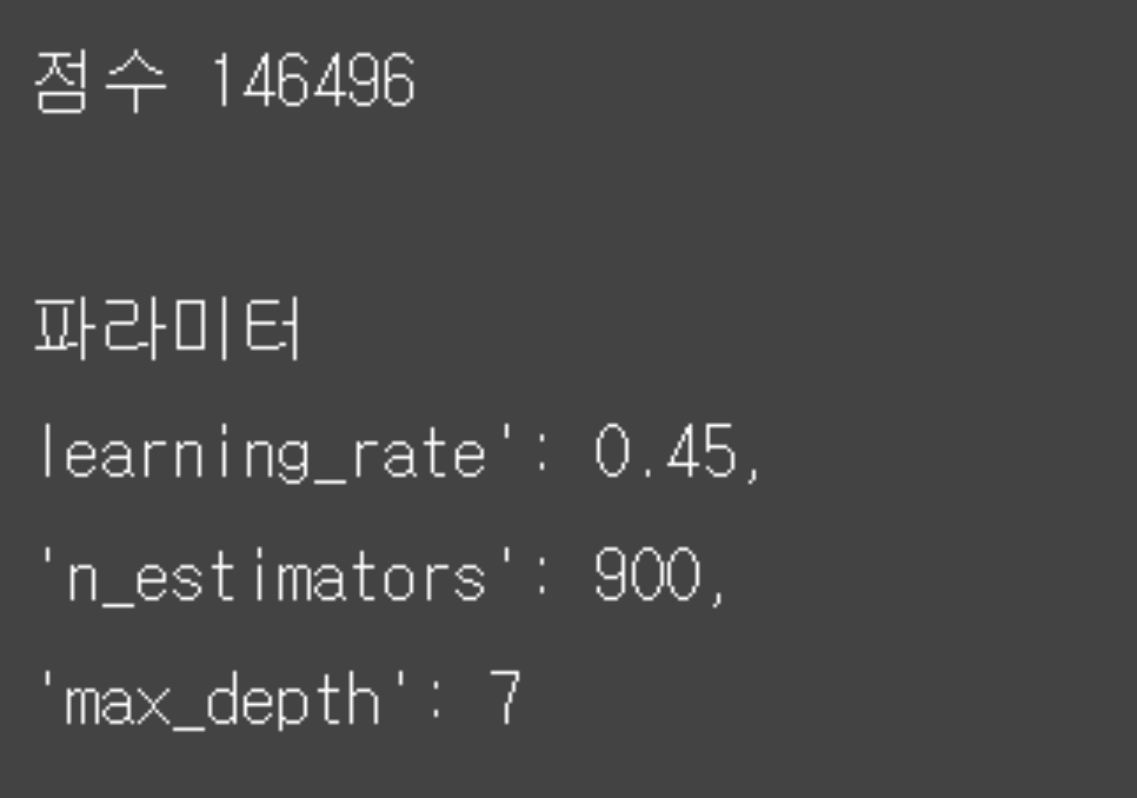 점수 146496
파라미터
learning_rate': 0.45,
'n_estimators': 900,
'max_depth': 7